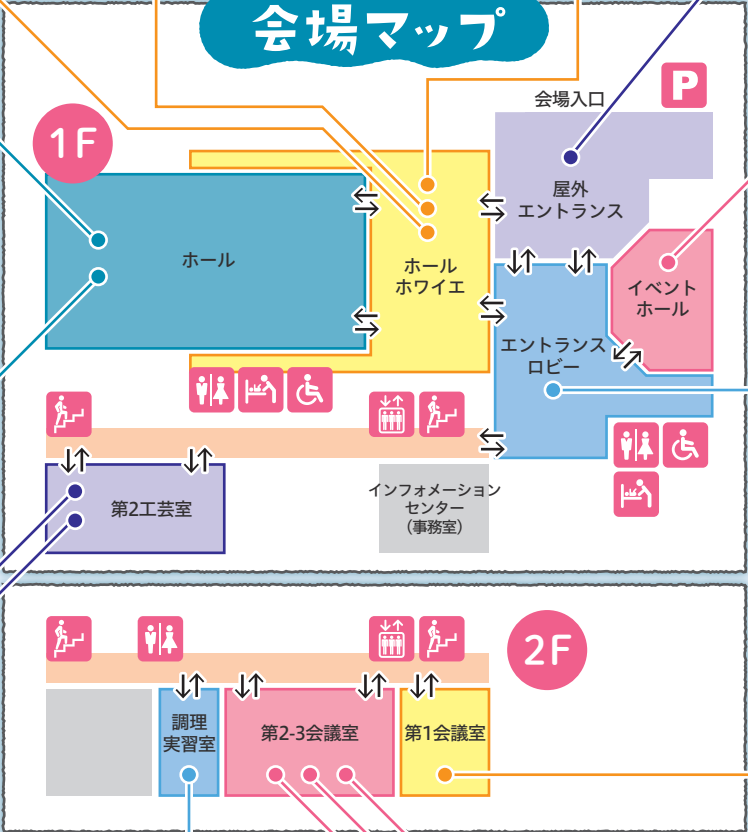 会場マップ
1F
会場入口
P
屋外
エントランス
ホール
ホール
ホワイエ
イベント
ホール
エントランス
ロビー
第2工芸室
インフォメーション
センター
（事務室）
2F
調理
実習室
第2-3会議室
第1会議室